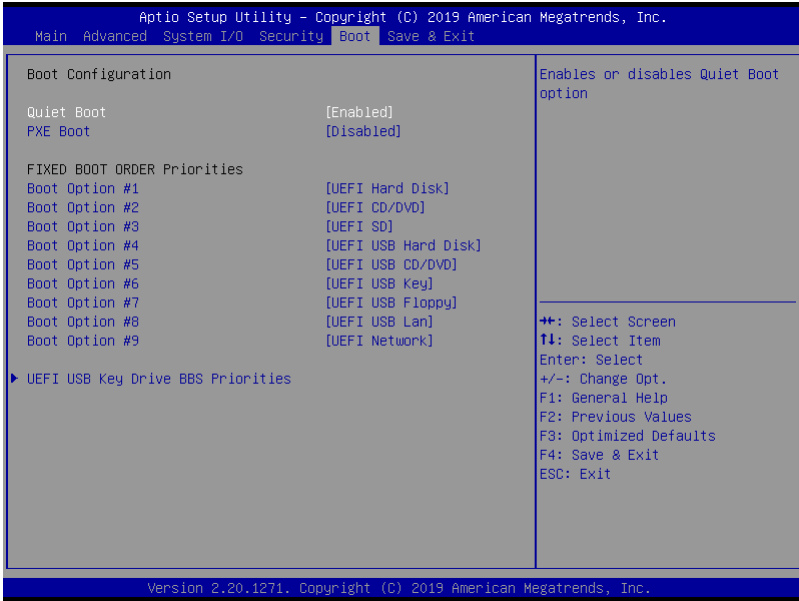 Aptio Setup Utility – Copyright (C) 2019 American Megatrends, Inc.
Main Advanced System I/O Security Boot Save & Exit
Boot Configuration
Quiet Boot [Enabled]
PXE Boot [Disabled]
FIXED BOOT ORDER Priorities
Boot Option #1 [UEFI Hard Disk]
Boot Option #2 [UEFI CD/DVD]
Boot Option #3 [UEFI SD]
Boot Option #4 [UEFI USB Hard Disk]
Boot Option #5 [UEFI USB CD/DVD]
Boot Option #6 [UEFI USB Key]
Boot Option #7 [UEFI USB Floppy]
Boot Option #8 [UEFI USB Lan]
Boot Option #9 [UEFI Network]
UEFI USB Key Drive BBS Priorities
Enables or disables Quiet Boot
option
→←: Select Screen
↑↓: Select Item
Enter: Select
+/-: Change Opt.
F1: General Help
F2: Previous Values
F3: Optimized Defaults
F4: Save & Exit
ESC: Exit
Version 2.20.1271. Copyright (C) 2019 American Megatrends, Inc.